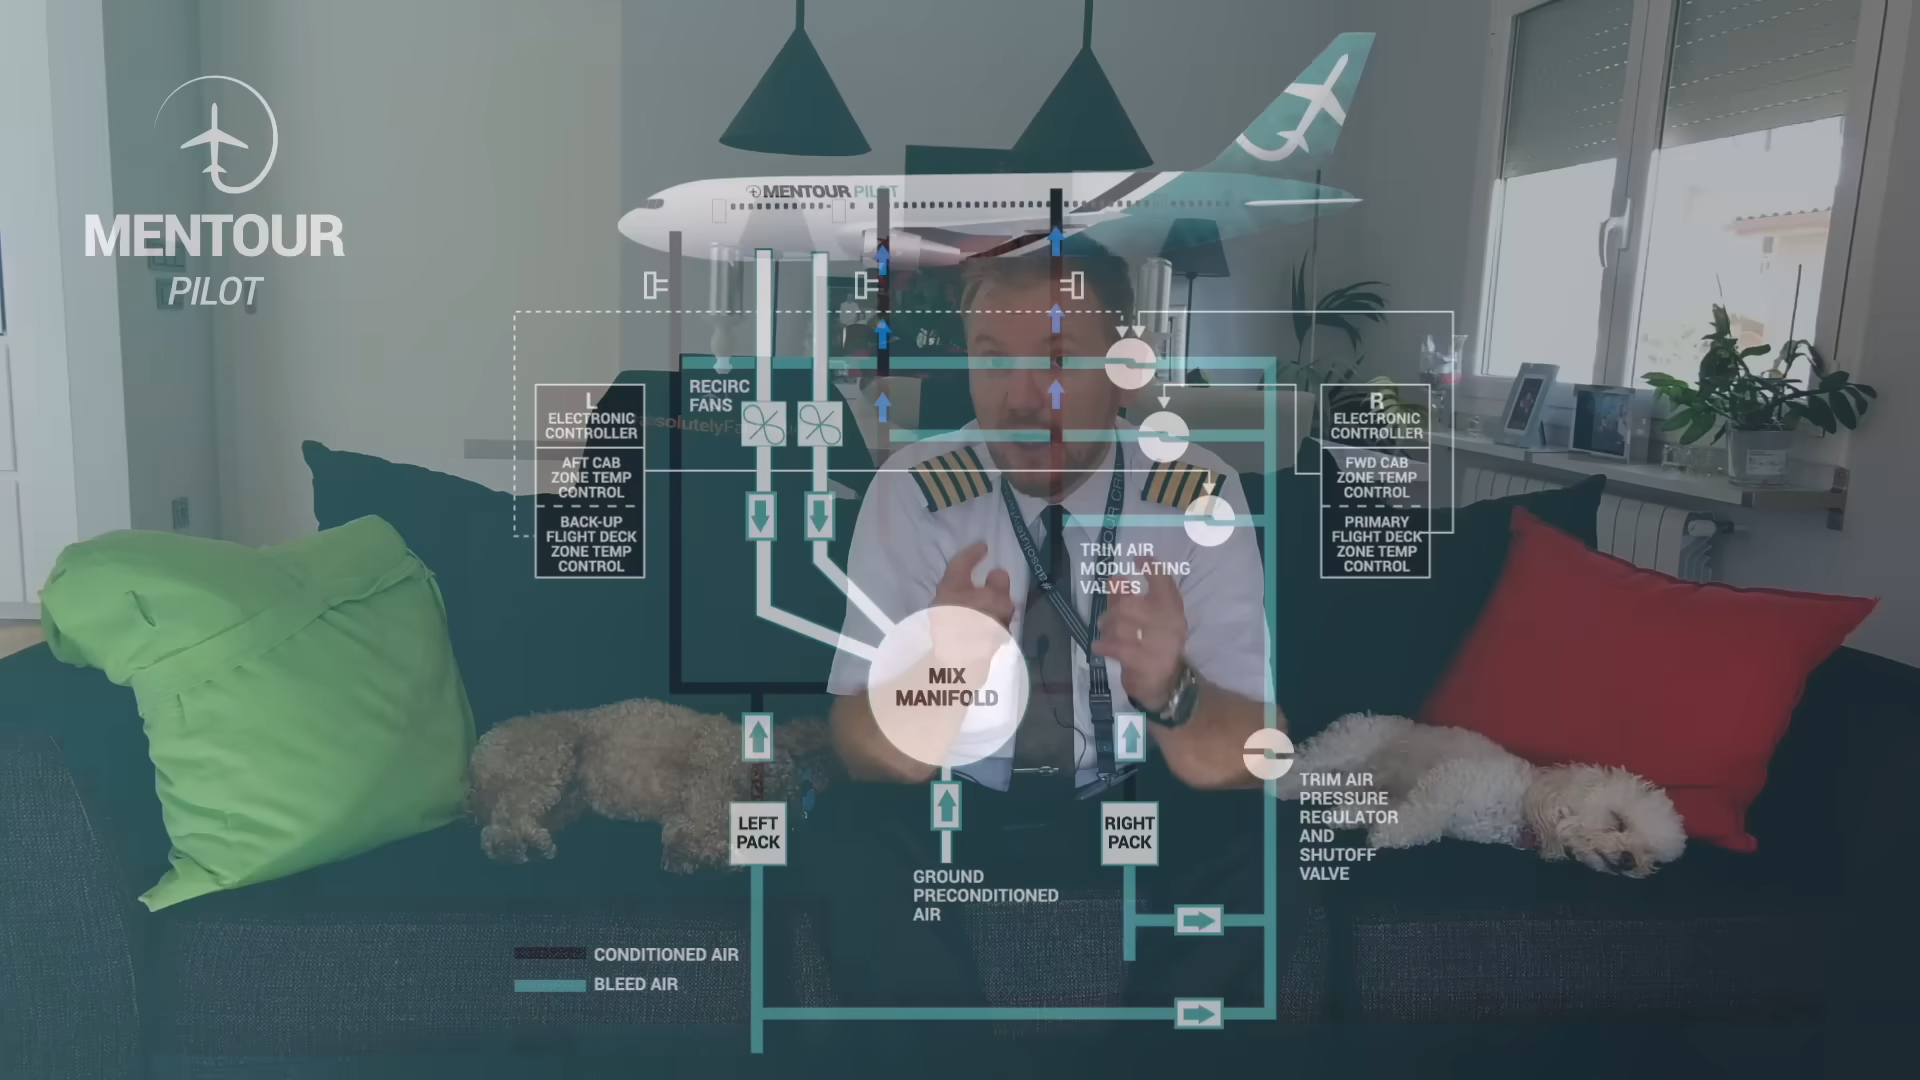 MENTOUR
PILOT
MENTOUR PILOT
RECIRC
FANS
L
ELECTRONIC
CONTROLLER
AFT CAB
ZONE TEMP
CONTROL
BACK-UP
FLIGHT DECK
ZONE TEMP
CONTROL
R
ELECTRONIC
CONTROLLER
FWD CAB
ZONE TEMP
CONTROL
PRIMARY
FLIGHT DECK
ZONE TEMP
CONTROL
TRIM AIR
MODULATING
VALVES
MIX
MANIFOLD
LEFT
PACK
RIGHT
PACK
TRIM AIR
PRESSURE
REGULATOR
AND
SHUTOFF
VALVE
GROUND
PRECONDITIONED
AIR
CONDITIONED AIR
BLEED AIR